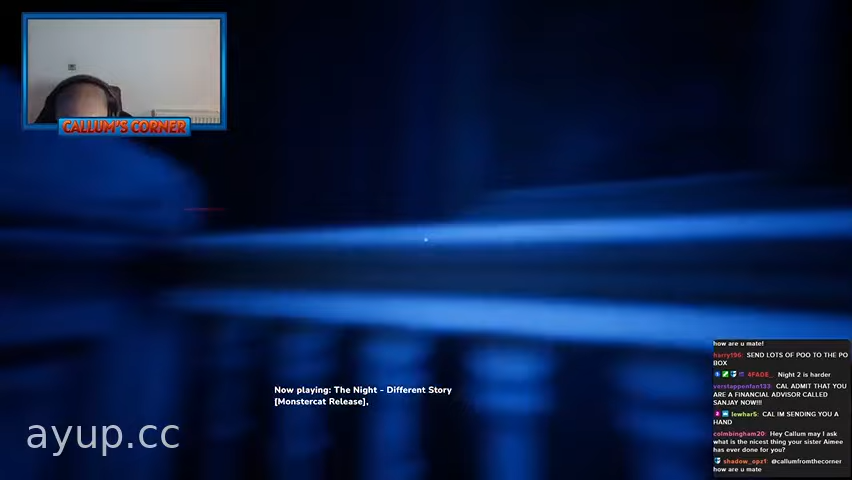 CALLUM'S CORNER
Now playing: The Night - Different Story
[Monstercat Release],
ayup.cc
how are u mate!
harry196: SEND LOTS OF POO TO THE PO
BOX
4FADE_: Night 2 is harder
verstappenfan133: CAL ADMIT THAT YOU
ARE A FINANCIAL ADVISOR CALLED
SANJAY NOW!!!
lewhar5: CAL IM SENDING YOU A
HAND
colmbingham20: Hey Callum may I ask
what is the nicest thing your sister Aimee
has ever done for you?
shadow_opz1: @callumfromthecorner
how are u mate